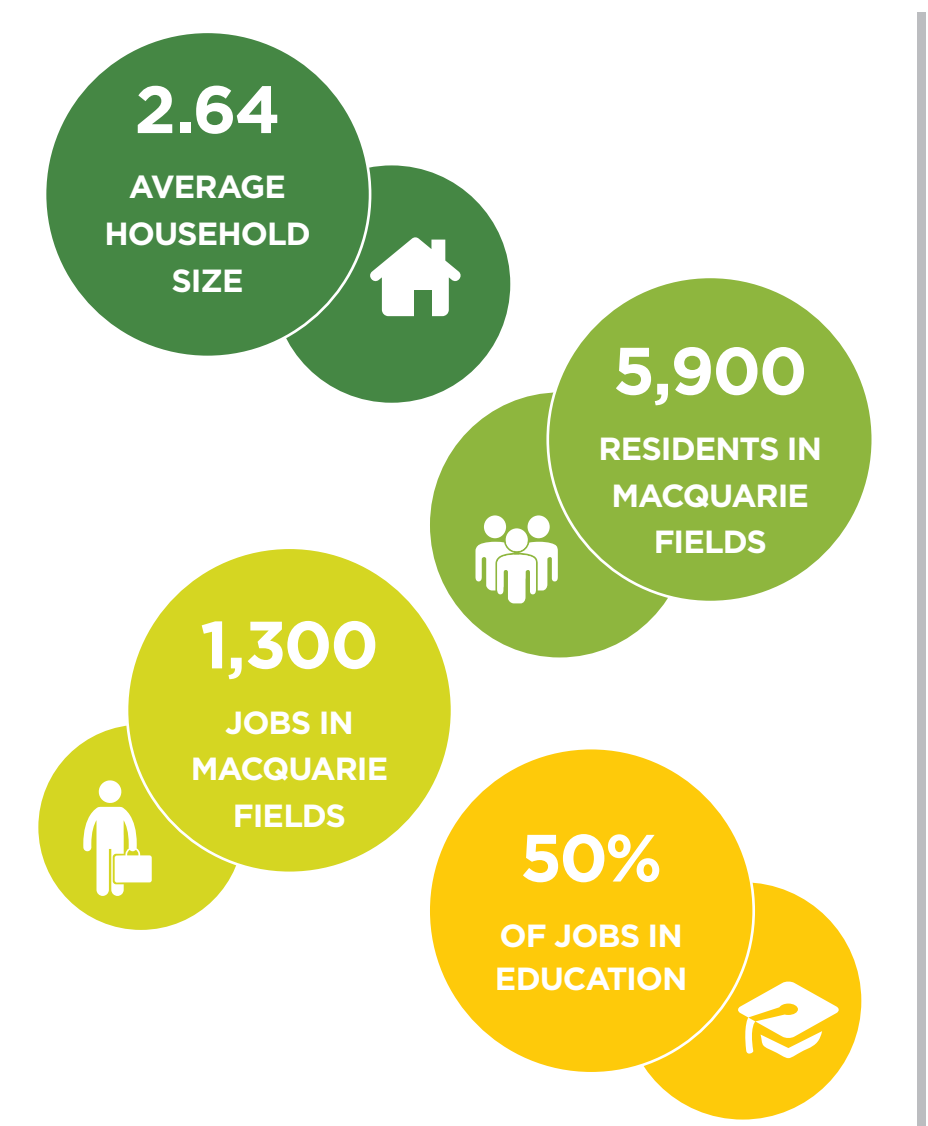 2.64
AVERAGE
HOUSEHOLD
SIZE
5,900
RESIDENTS IN
MACQUARIE
FIELDS
1,300
JOBS IN
MACQUARIE
FIELDS
50%
OF JOBS IN
EDUCATION